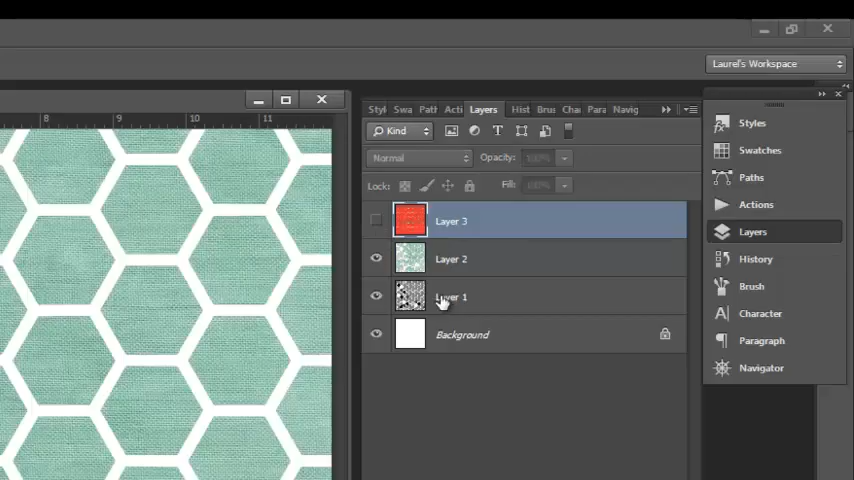 Laurel's Workspace
8 9 10 11
Styl Swa Path Acti Layers Hist Brus Cha Para Navig
Kind
Normal Opacity: 100%
Lock: Fill: 100%
Layer 3
Layer 2
Layer 1
Background
Styles
Swatches
Paths
Actions
Layers
History
Brush
Character
Paragraph
Navigator